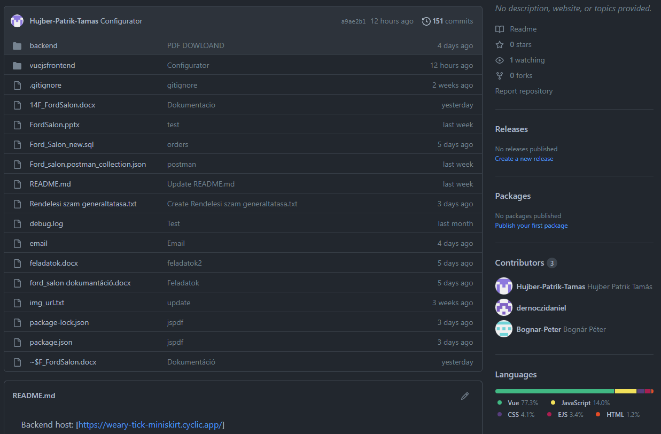 Hujber-Patrik-Tamas Configurator a9ae2b1 12 hours ago 151 commits
backend PDF DOWLOAND 4 days ago
vuejsfrontend Configurator 12 hours ago
.gitignore gitignore 2 weeks ago
14F_FordSalon.docx Dokumentacio yesterday
FordSalon.pptx test last week
Ford_Salon_new.sql orders 5 days ago
Ford_salon.postman_collection.json postman last week
README.md Update README.md last week
Rendelesi szam generaltatasa.txt Create Rendelesi szam generaltatasa.txt 3 days ago
debug.log Test last month
email Email 4 days ago
feladatok.docx feladatok2 5 days ago
ford_salon dokumantáció.docx Feladatok 5 days ago
img_url.txt update 3 weeks ago
package-lock.json jspdf 3 days ago
package.json jspdf 3 days ago
~$F_FordSalon.docx Dokumentáció yesterday
README.md
Backend host: [https://weary-tick-miniskirt.cyclic.app/]
No description, website, or topics provided.
Readme
0 stars
1 watching
0 forks
Report repository
Releases
No releases published
Create a new release
Packages
No packages published
Publish your first package
Contributors 3
Hujber-Patrik-Tamas Hujber Patrik Tamás
dernoczidaniel
Bognar-Peter Bognár Péter
Languages
Vue 77.3% JavaScript 14.0%
CSS 4.1% EJS 3.4% HTML 1.2%